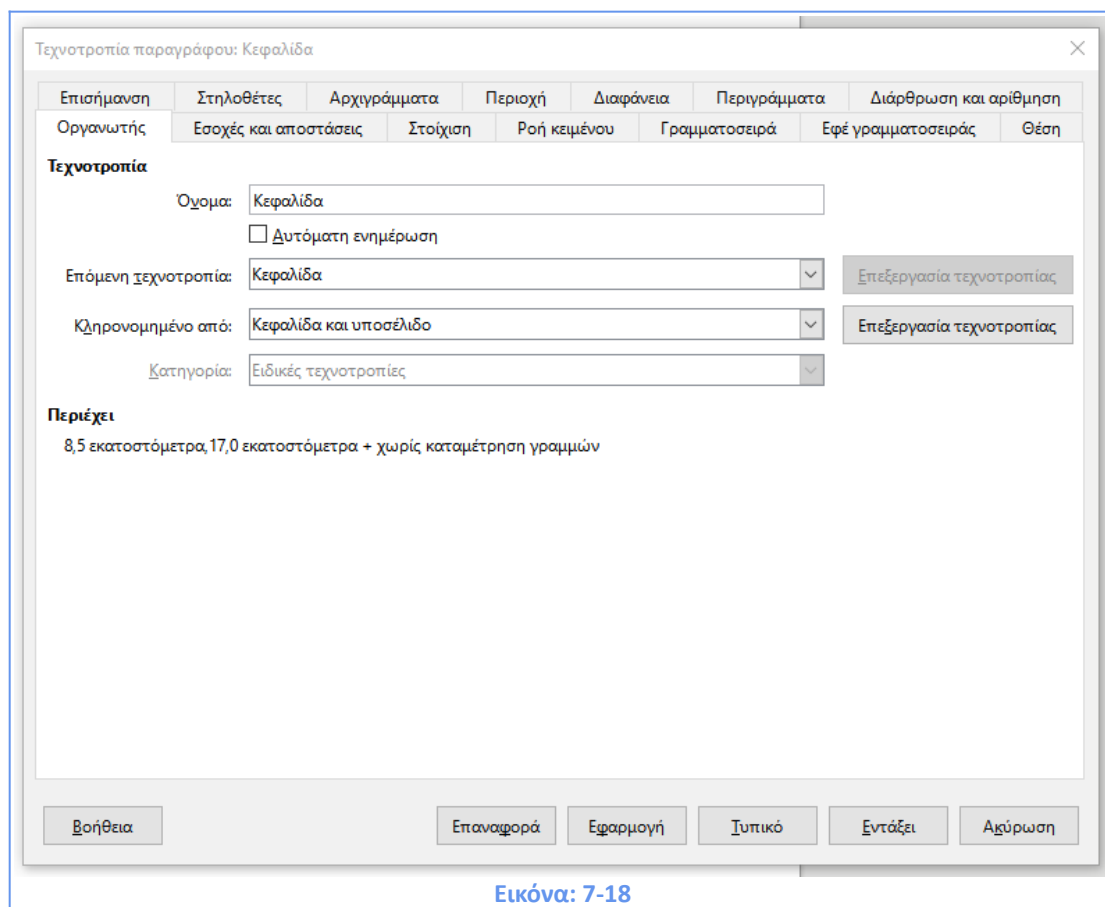 Τεχνοτροπία παραγράφου: Κεφαλίδα
Επισήμανση Στηλοθέτες Αρχιγράμματα Περιοχή Διαφάνεια Περιγράμματα Διάρθρωση και αρίθμηση
Οργανωτής Εσοχές και αποστάσεις Στοίχιση Ροή κειμένου Γραμματοσειρά Εφέ γραμματοσειράς Θέση
Τεχνοτροπία
Όνομα: Κεφαλίδα
Αυτόματη ενημέρωση
Επόμενη τεχνοτροπία: Κεφαλίδα Επεξεργασία τεχνοτροπίας
Κληρονομημένο από: Κεφαλίδα και υποσέλιδο Επεξεργασία τεχνοτροπίας
Κατηγορία: Ειδικές τεχνοτροπίες
Περιέχει
8,5 εκατοστόμετρα,17,0 εκατοστόμετρα + χωρίς καταμέτρηση γραμμών
Βοήθεια Επαναφορά Εφαρμογή Τυπικό Εντάξει Ακύρωση
Εικόνα: 7-18